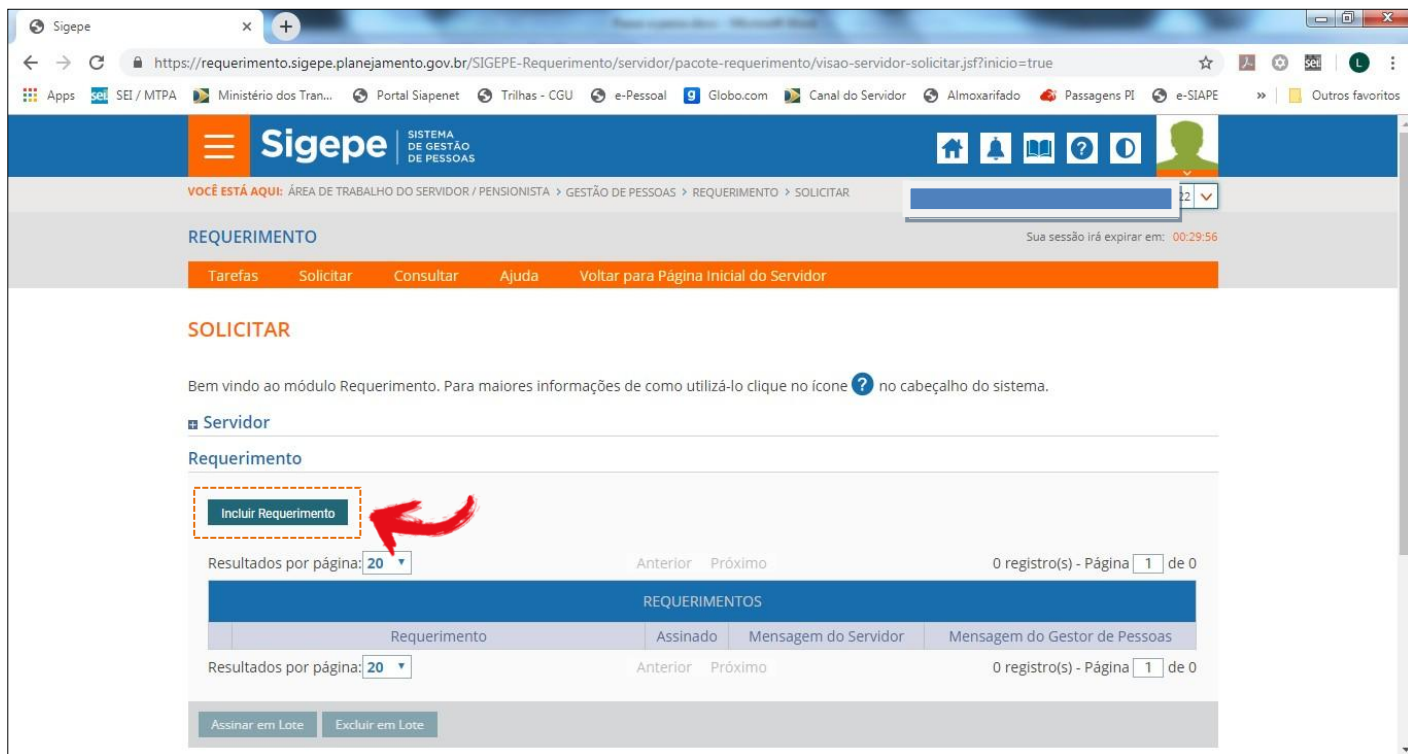 Sigepe
https://requerimento.sigepe.planejamento.gov.br/SIGEPE-Requerimento/servidor/pacote-requerimento/visao-servidor-solicitar.jsf?inicio=true
sei!
L
Apps sei! SEI / MTPA Ministério dos Tran... Portal Siapenet Trilhas - CGU e-Pessoal g Globo.com Canal do Servidor Almoxarifado Passagens PI e-SIAPE » Outros favoritos
Sigepe
SISTEMA
DE GESTÃO
DE PESSOAS
VOCÊ ESTÁ AQUI: ÁREA DE TRABALHO DO SERVIDOR / PENSIONISTA > GESTÃO DE PESSOAS > REQUERIMENTO > SOLICITAR
22
REQUERIMENTO
Sua sessão irá expirar em: 00:29:56
Tarefas Solicitar Consultar Ajuda Voltar para Página Inicial do Servidor
SOLICITAR
Bem vindo ao módulo Requerimento. Para maiores informações de como utilizá-lo clique no ícone ? no cabeçalho do sistema.
Servidor
Requerimento
Incluir Requerimento
Resultados por página: 20 Anterior Próximo 0 registro(s) - Página 1 de 0
REQUERIMENTOS
Requerimento Assinado Mensagem do Servidor Mensagem do Gestor de Pessoas
Resultados por página: 20 Anterior Próximo 0 registro(s) - Página 1 de 0
Assinar em Lote Excluir em Lote